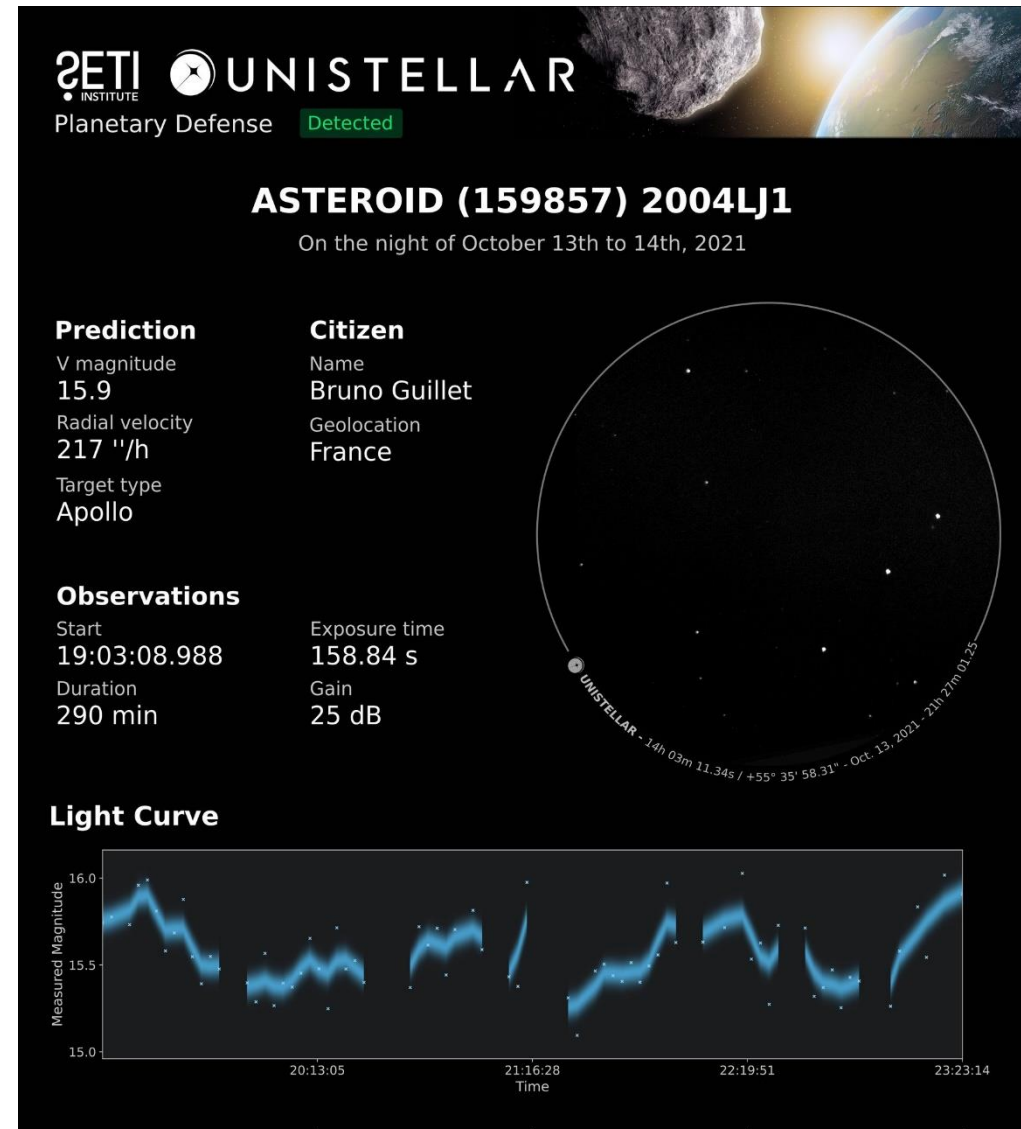 SETI
INSTITUTE
UNISTELLAR
Planetary Defense Detected
ASTEROID (159857) 2004LJ1
On the night of October 13th to 14th, 2021
Prediction
V magnitude
15.9
Radial velocity
217 ''/h
Target type
Apollo
Citizen
Name
Bruno Guillet
Geolocation
France
Observations
Start
19:03:08.988
Duration
290 min
Exposure time
158.84 s
Gain
25 dB
UNISTELLAR - 14h 03m 11.34s / +55° 35' 58.31" - Oct. 13, 2021 - 21h 27m 01.25
Light Curve
Measured Magnitude
16.0
15.5
15.0
20:13:05 21:16:28 22:19:51 23:23:14
Time